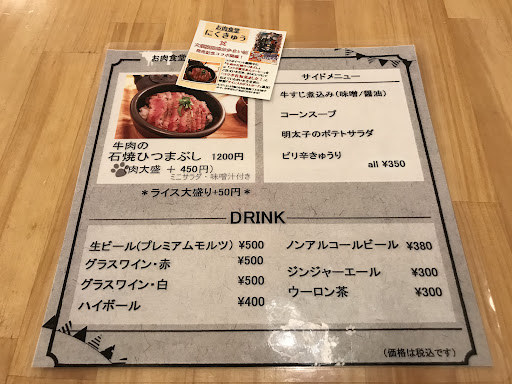 お肉食堂
お肉食堂
にくきゅう
牛肉の
石焼ひつまぶし 1200円
(肉大盛 + 450円)
ミニサラダ・味噌汁付き
*ライス大盛り+50円*
サイドメニュー
牛すじ煮込み(味噌/醤油)
コーンスープ
明太子のポテトサラダ
ピリ辛きゅうり
all ¥350
DRINK
生ビール(プレミアムモルツ) ¥500
グラスワイン・赤 ¥500
グラスワイン・白 ¥500
ハイボール ¥400
ノンアルコールビール ¥380
ジンジャーエール ¥300
ウーロン茶 ¥300
(価格は税込です)